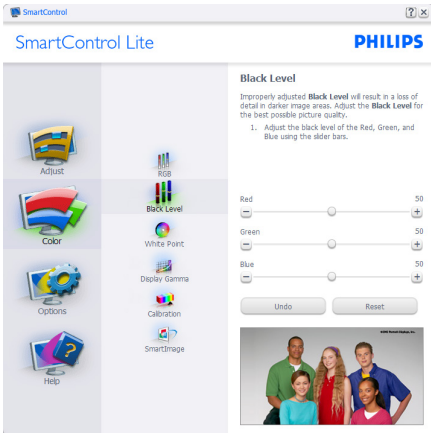 SmartControl
SmartControl Lite
PHILIPS
Adjust
Color
Options
Help
RGB
Black Level
White Point
Display Gamma
Calibration
SmartImage
Black Level
Improperly adjusted Black Level will result in a loss of
detail in darker image areas. Adjust the Black Level for
the best possible picture quality.
1. Adjust the black level of the Red, Green, and
Blue using the slider bars.
Red 50
Green 50
Blue 50
Undo Reset